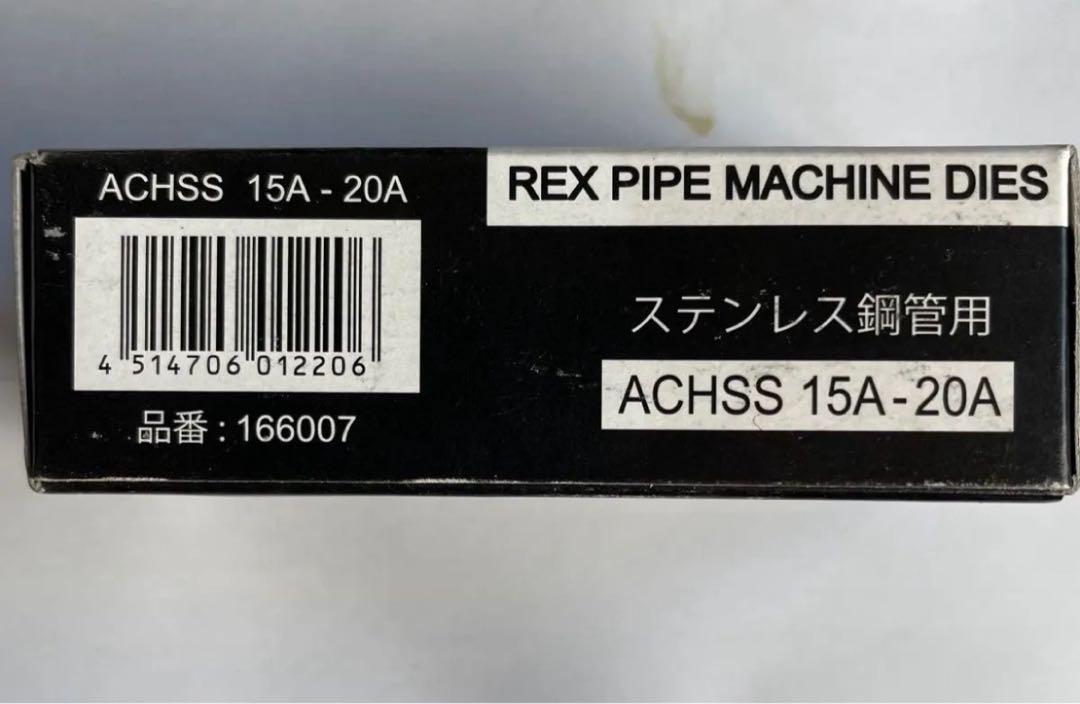 ACHSS 15A - 20A
4 514706 012206
品番 : 166007
REX PIPE MACHINE DIES
ステンレス鋼管用
ACHSS 15A - 20A